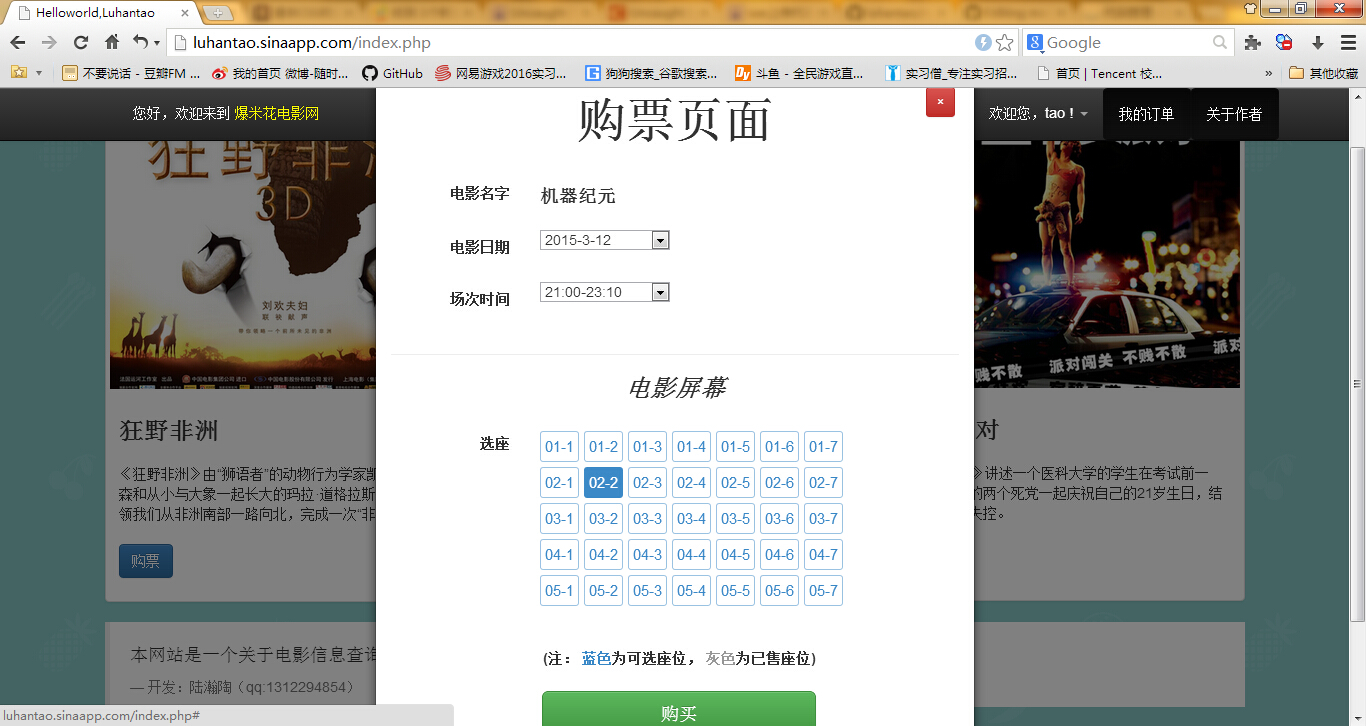 Helloworld,Luhantao
luhantao.sinaapp.com/index.php
Google
不要说话 - 豆瓣FM ...
我的首页 微博-随时...
GitHub
网易游戏2016实习...
狗狗搜索_谷歌搜索...
斗鱼 - 全民游戏直...
实习僧_专注实习招...
首页 | Tencent 校...
»
其他收藏
您好，欢迎来到 爆米花电影网
欢迎您，tao !
我的订单
关于作者
购票页面
×
狂野非洲
3D
刘欢夫妇
联袂献声
电影名字 机器纪元
电影日期 2015-3-12
场次时间 21:00-23:10
派对闯关 不贱不散 派对
不贱不散
电影屏幕
选座
01-1 01-2 01-3 01-4 01-5 01-6 01-7
02-1 02-2 02-3 02-4 02-5 02-6 02-7
03-1 03-2 03-3 03-4 03-5 03-6 03-7
04-1 04-2 04-3 04-4 04-5 04-6 04-7
05-1 05-2 05-3 05-4 05-5 05-6 05-7
(注： 蓝色为可选座位， 灰色为已售座位)
购买
狂野非洲
《狂野非洲》由“狮语者”的动物行为学家凯
森和从小与大象一起长大的玛拉·道格拉斯
领我们从非洲南部一路向北，完成一次“非
购票
对
》讲述一个医科大学的学生在考试前一
的两个死党一起庆祝自己的21岁生日，结
失控。
本网站是一个关于电影信息查询
— 开发：陆瀚陶（qq:1312294854）
luhantao.sinaapp.com/index.php#